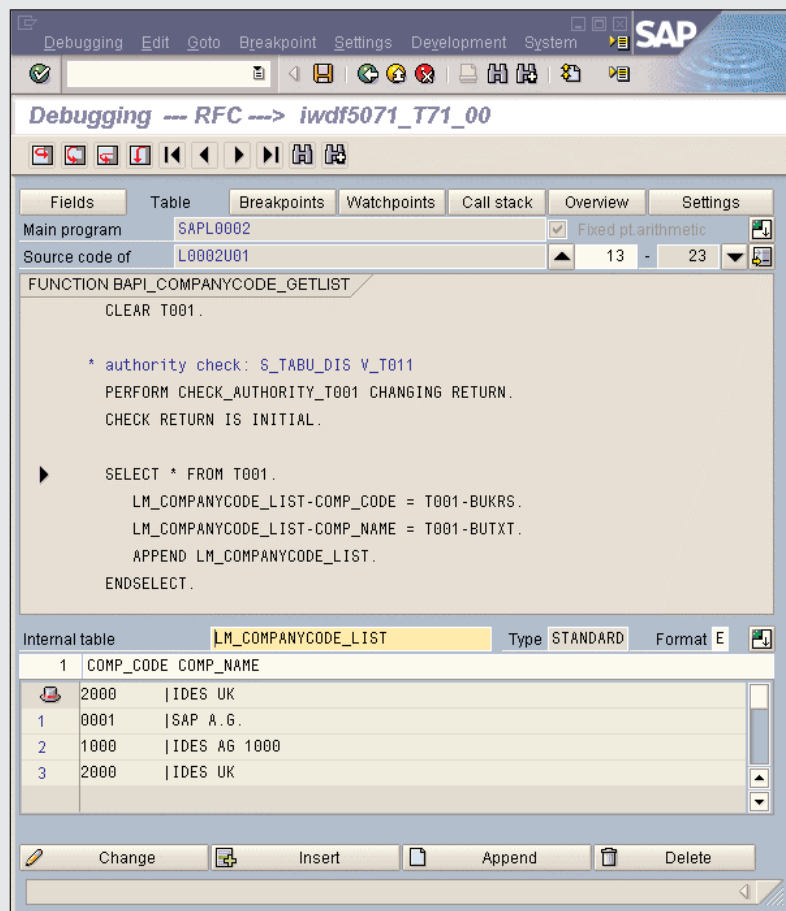 Debugging Edit Goto Breakpoint Settings Development System
SAP
Debugging --- RFC ---> iwdf5071_T71_00
Fields Table Breakpoints Watchpoints Call stack Overview Settings
Main program SAPL0002 Fixed pt.arithmetic
Source code of L0002U01 13 - 23
FUNCTION BAPI_COMPANYCODE_GETLIST
CLEAR T001.
* authority check: S_TABU_DIS V_T011
PERFORM CHECK_AUTHORITY_T001 CHANGING RETURN.
CHECK RETURN IS INITIAL.
SELECT * FROM T001.
LM_COMPANYCODE_LIST-COMP_CODE = T001-BUKRS.
LM_COMPANYCODE_LIST-COMP_NAME = T001-BUTXT.
APPEND LM_COMPANYCODE_LIST.
ENDSELECT.
Internal table LM_COMPANYCODE_LIST Type STANDARD Format E
1 COMP_CODE COMP_NAME
2000 |IDES UK
1 0001 |SAP A.G.
2 1000 |IDES AG 1000
3 2000 |IDES UK
Change Insert Append Delete